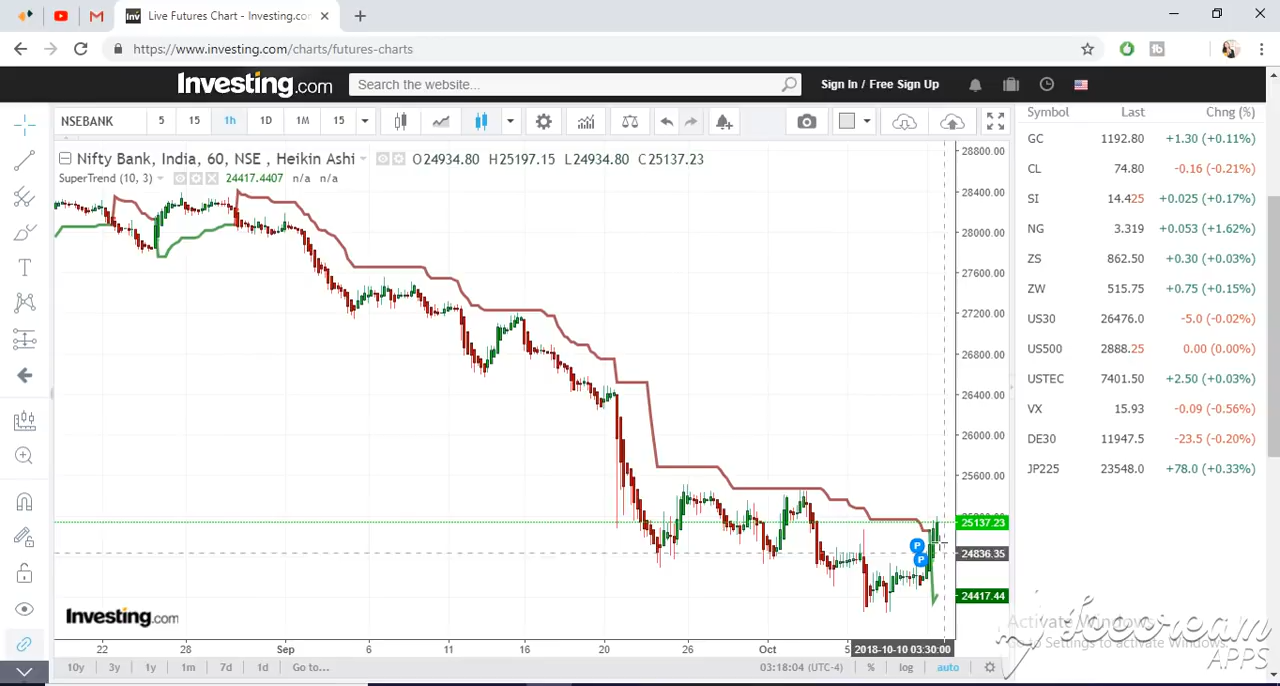 Live Futures Chart - Investing.com
https://www.investing.com/charts/futures-charts
Investing.com
Search the website...
Sign In / Free Sign Up
NSEBANK 5 15 1h 1D 1M 15
Nifty Bank, India, 60, NSE , Heikin Ashi O24934.80 H25197.15 L24934.80 C25137.23
SuperTrend (10, 3) 24417.4407 n/a n/a
28800.00
28400.00
28000.00
27600.00
27200.00
26800.00
26400.00
26000.00
25600.00
25137.23
24836.35
24417.44
P
P
Investing.com
22 28 Sep 11 16 20 26 Oct 5 2018-10-10 03:30:00
10y 3y 1y 1m 7d 1d Go to... 03:18:04 (UTC-4) % log auto
Symbol Last Chng (%)
GC 1192.80 +1.30 (+0.11%)
CL 74.80 -0.16 (-0.21%)
SI 14.425 +0.025 (+0.17%)
NG 3.319 +0.053 (+1.62%)
ZS 862.50 +0.30 (+0.03%)
ZW 515.75 +0.75 (+0.15%)
US30 26476.0 -5.0 (-0.02%)
US500 2888.25 0.00 (0.00%)
USTEC 7401.50 +2.50 (+0.03%)
VX 15.93 -0.09 (-0.56%)
DE30 11947.5 -23.5 (-0.20%)
JP225 23548.0 +78.0 (+0.33%)
Activate Windows
Go to Settings to activate Windows.
Icecream
APPS